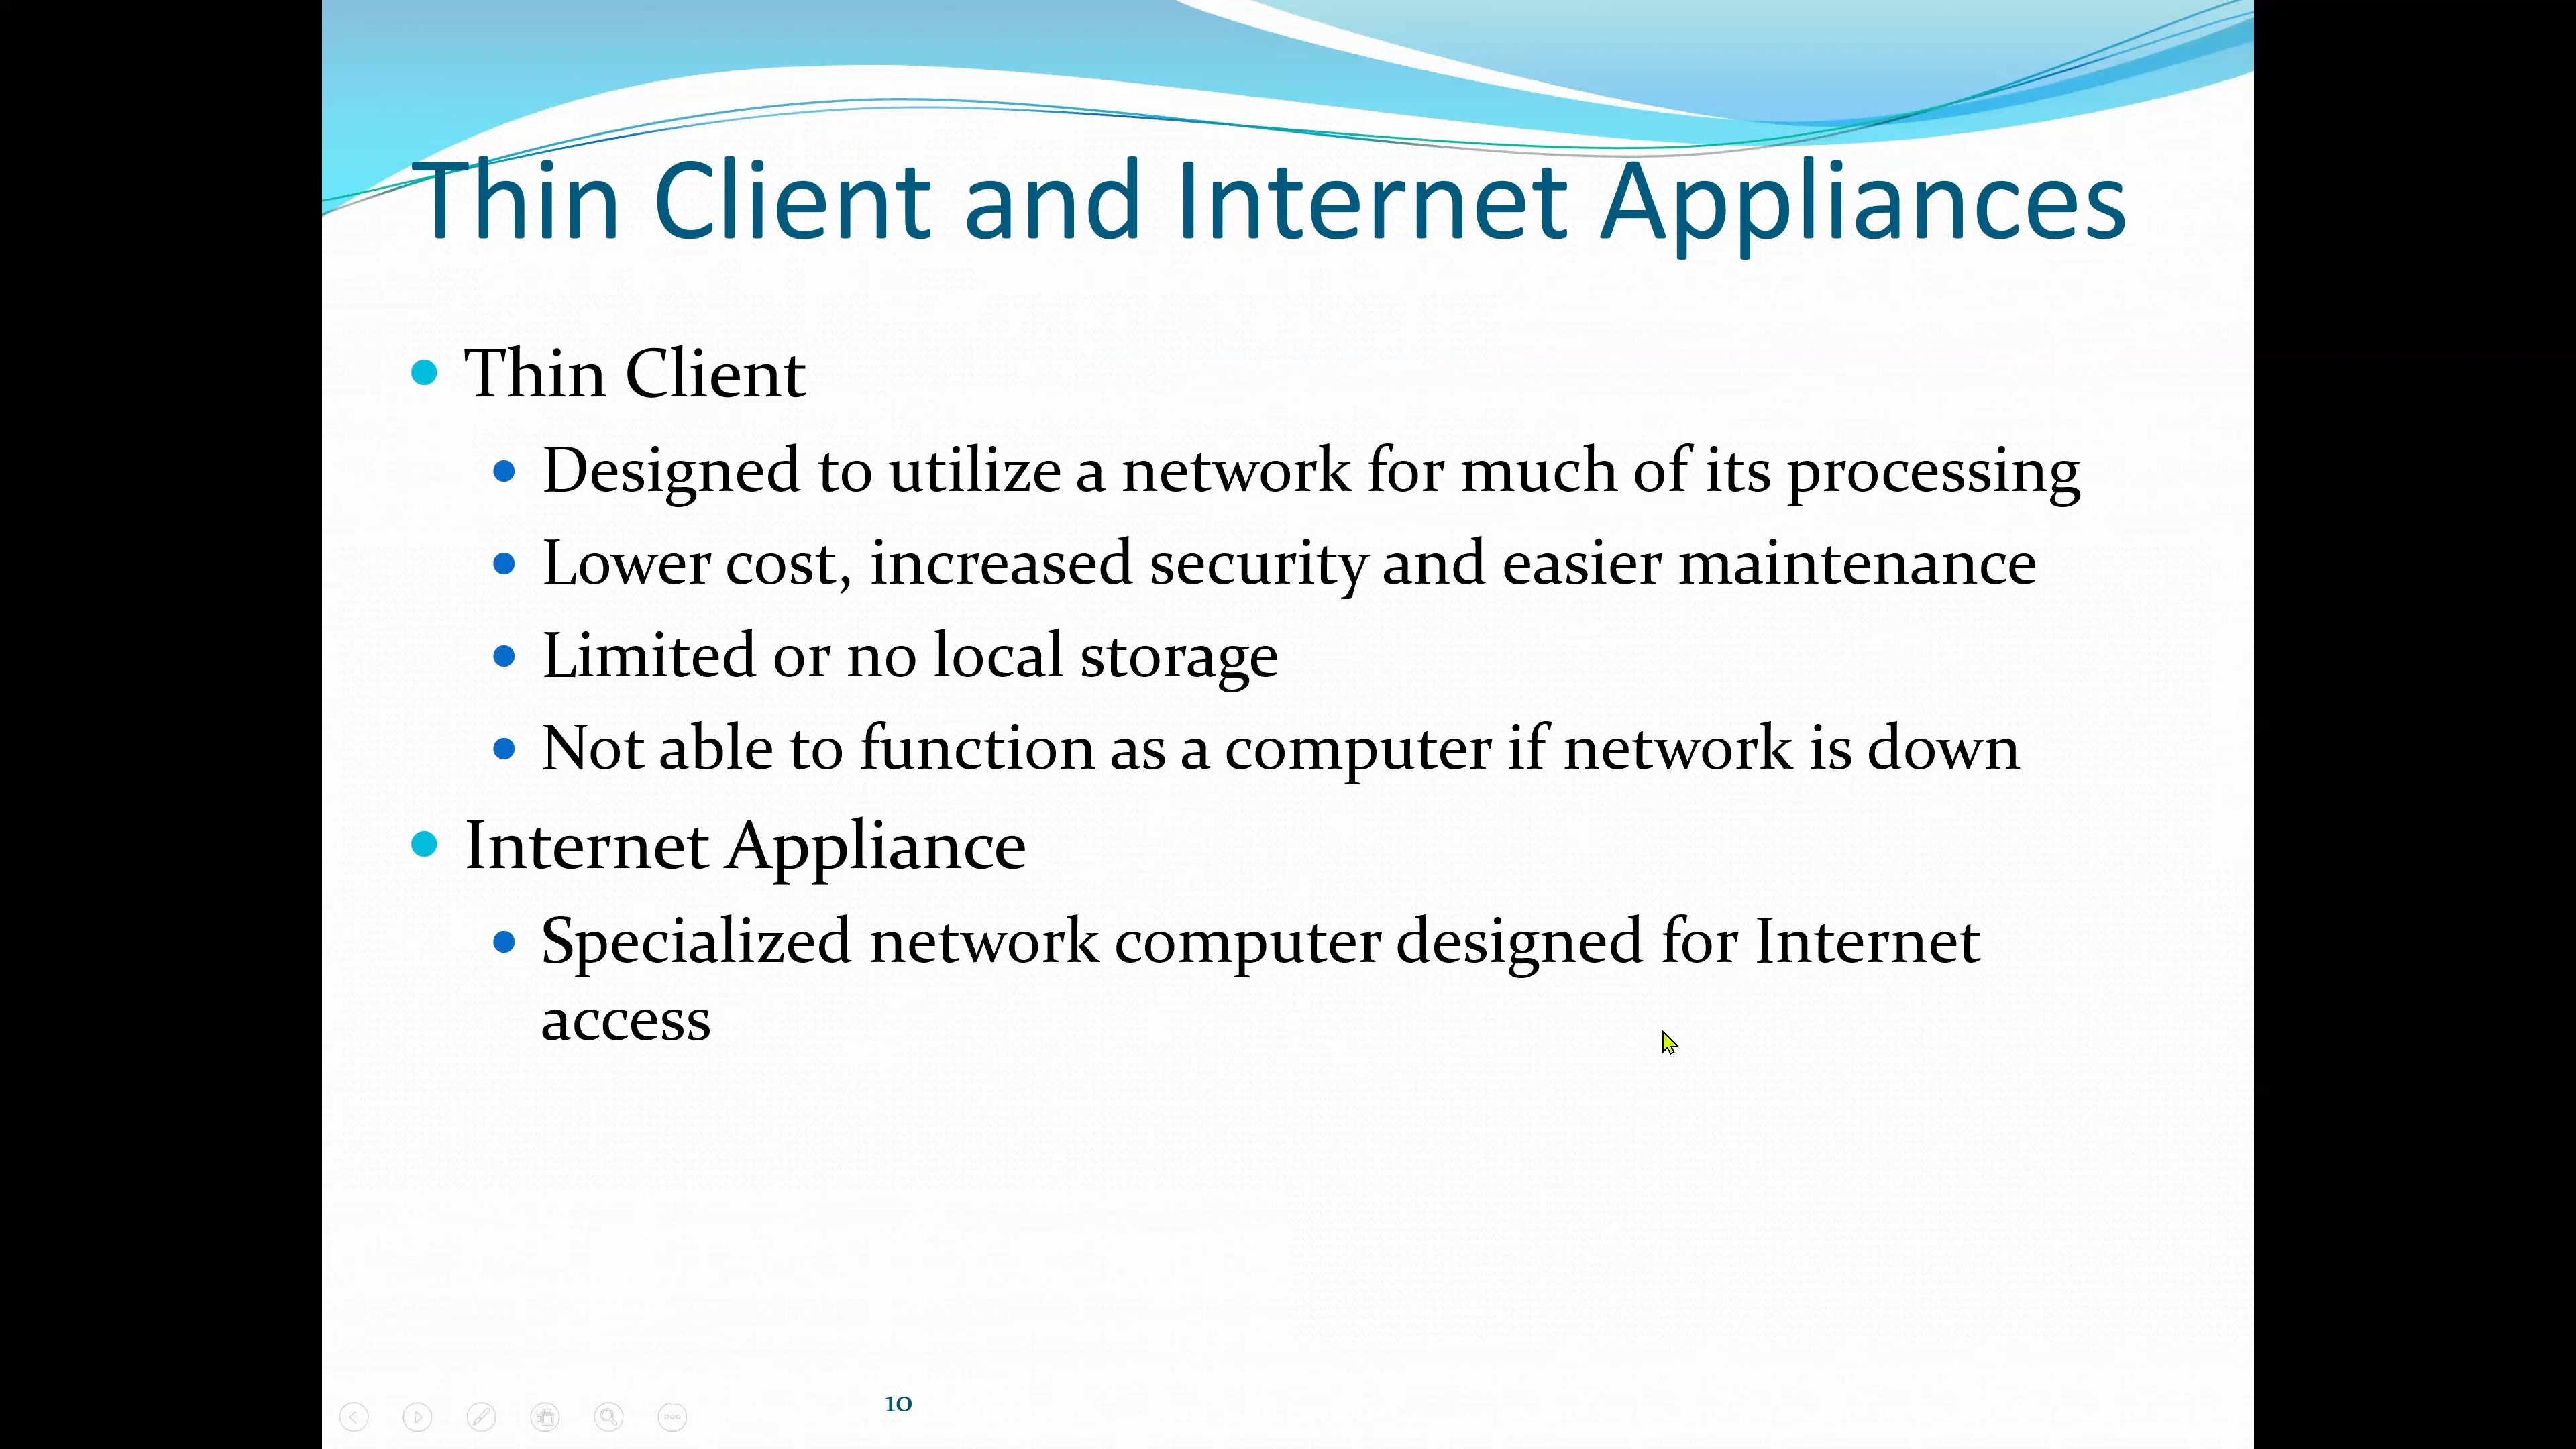 Thin Client and Internet Appliances
Thin Client
Designed to utilize a network for much of its processing
Lower cost, increased security and easier maintenance
Limited or no local storage
Not able to function as a computer if network is down
Internet Appliance
Specialized network computer designed for Internet
access
10